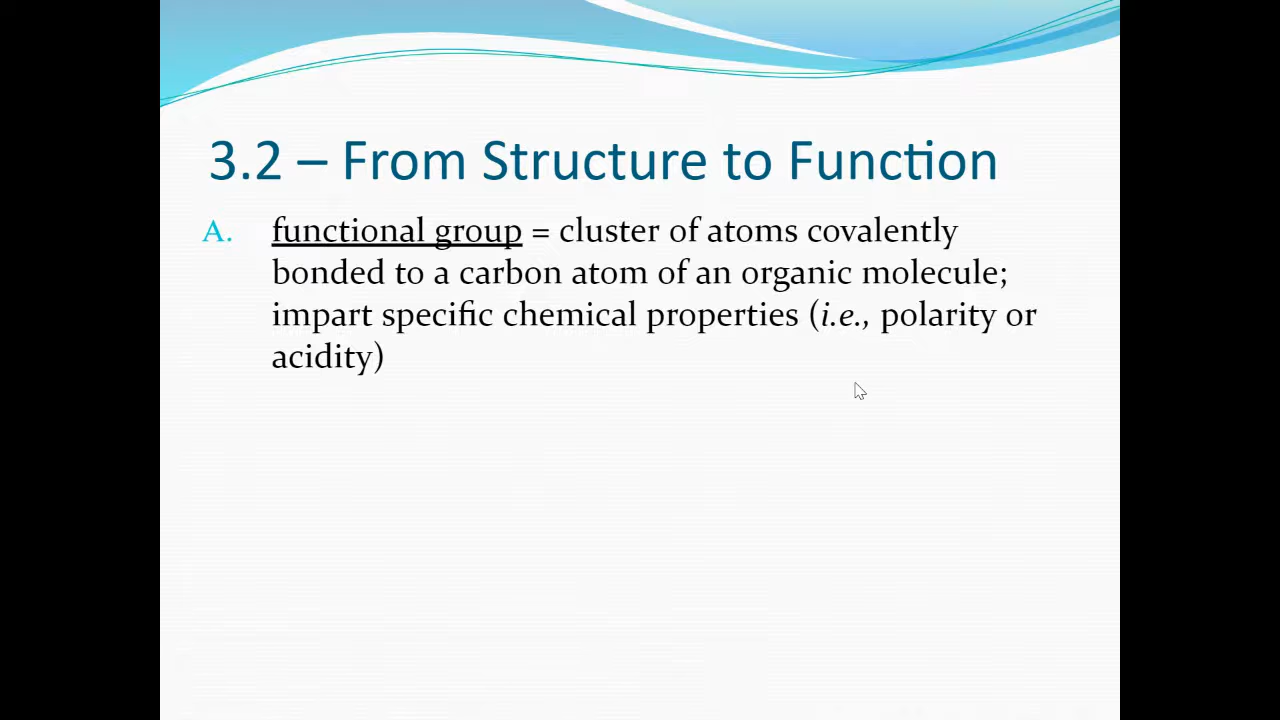 3.2 – From Structure to Function
A. functional group = cluster of atoms covalently
bonded to a carbon atom of an organic molecule;
impart specific chemical properties (i.e., polarity or
acidity)